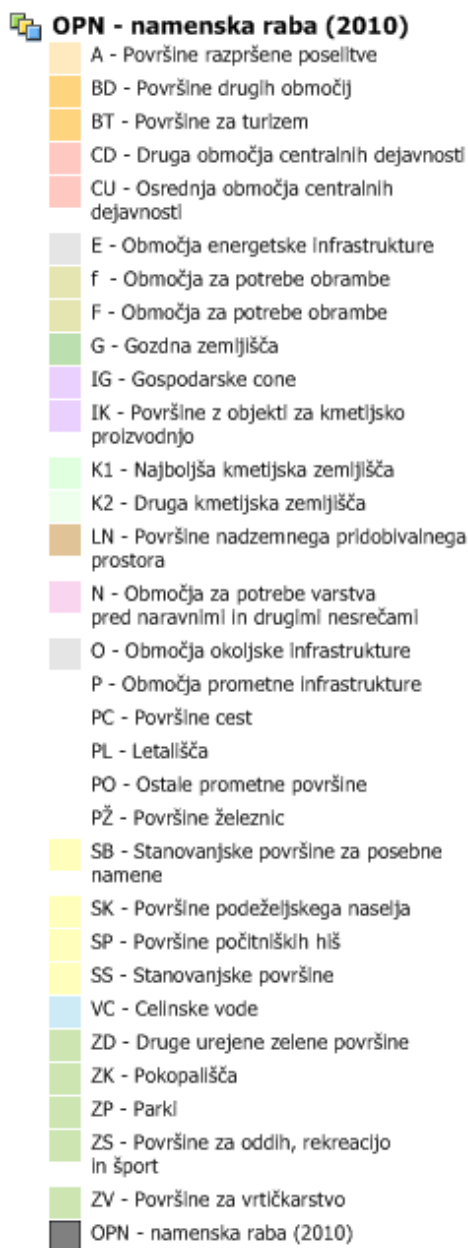 OPN - namenska raba (2010)
A - Površine razpršene poselitve
BD - Površine drugih območij
BT - Površine za turizem
CD - Druga območja centralnih dejavnosti
CU - Osrednja območja centralnih
dejavnosti
E - Območja energetske infrastrukture
f - Območja za potrebe obrambe
F - Območja za potrebe obrambe
G - Gozdna zemljišča
IG - Gospodarske cone
IK - Površine z objekti za kmetijsko
proizvodnjo
K1 - Najboljša kmetijska zemljišča
K2 - Druga kmetijska zemljišča
LN - Površine nadzemnega pridobivalnega
prostora
N - Območja za potrebe varstva
pred naravnimi in drugimi nesrečami
O - Območja okoljske infrastrukture
P - Območja prometne infrastrukture
PC - Površine cest
PL - Letališča
PO - Ostale prometne površine
PŽ - Površine železnic
SB - Stanovanjske površine za posebne
namene
SK - Površine podeželjskega naselja
SP - Površine počitniških hiš
SS - Stanovanjske površine
VC - Celinske vode
ZD - Druge urejene zelene površine
ZK - Pokopališča
ZP - Parki
ZS - Površine za oddih, rekreacijo
in šport
ZV - Površine za vrtičkarstvo
OPN - namenska raba (2010)